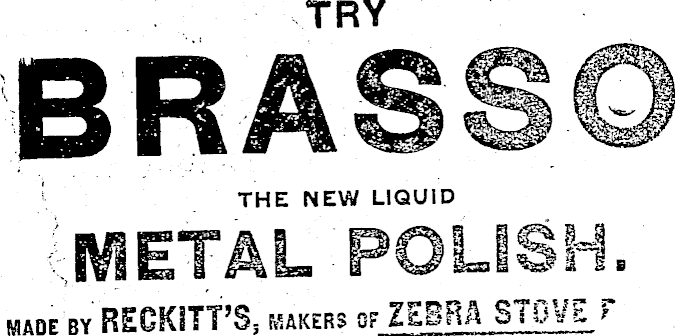 TRY
BRASSO
THE NEW LIQUID
METAL POLISH.
MADE BY RECKITT'S, MAKERS OF ZEBRA STOVE